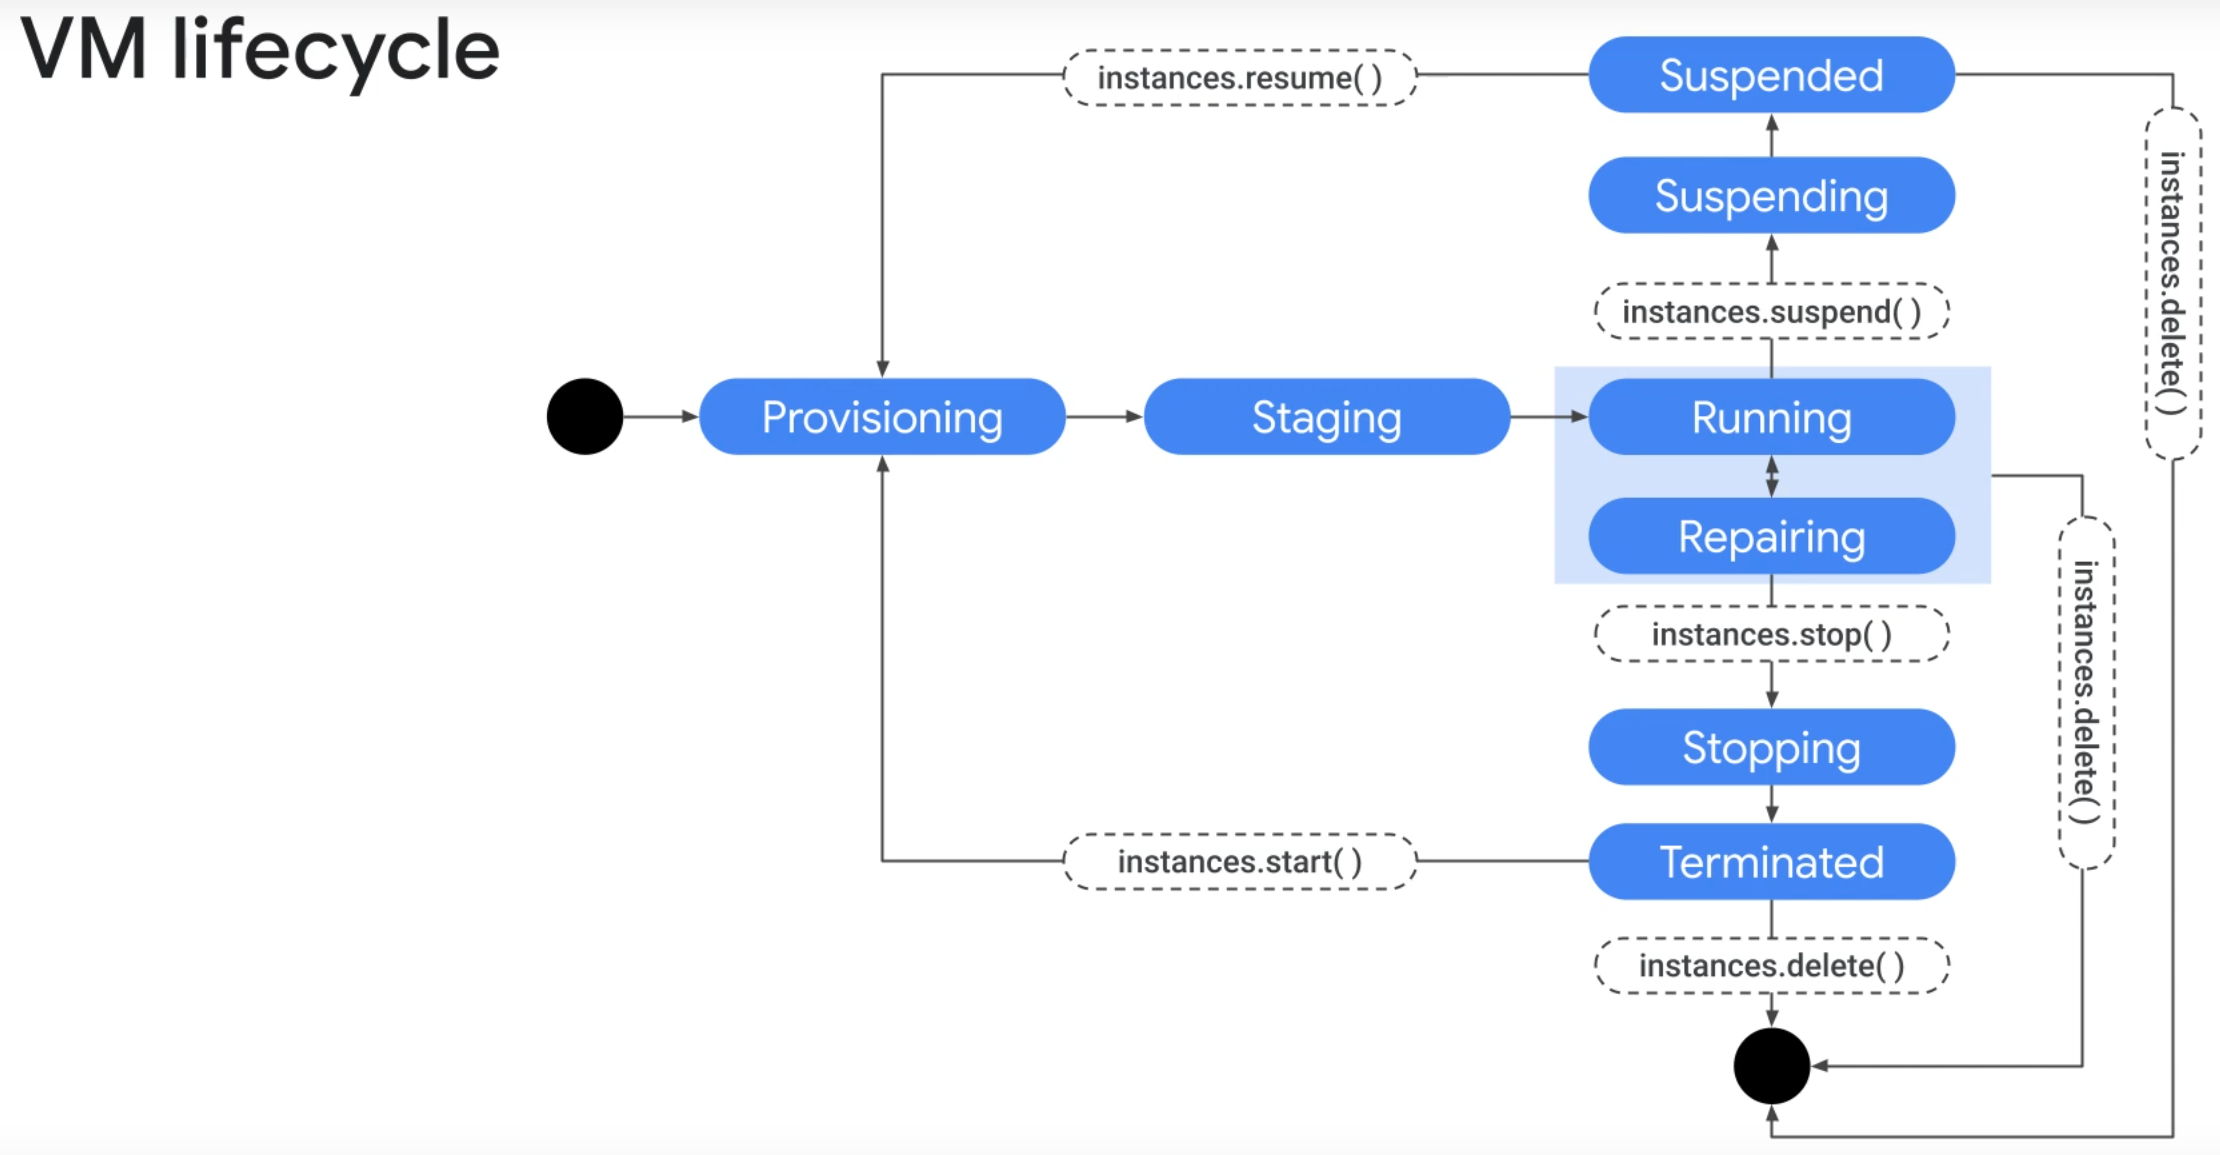 VM lifecycle
instances.resume( )
Suspended
Suspending
instances.suspend( )
instances.delete( )
Provisioning
Staging
Running
Repairing
instances.stop( )
instances.delete( )
Stopping
instances.start( )
Terminated
instances.delete( )